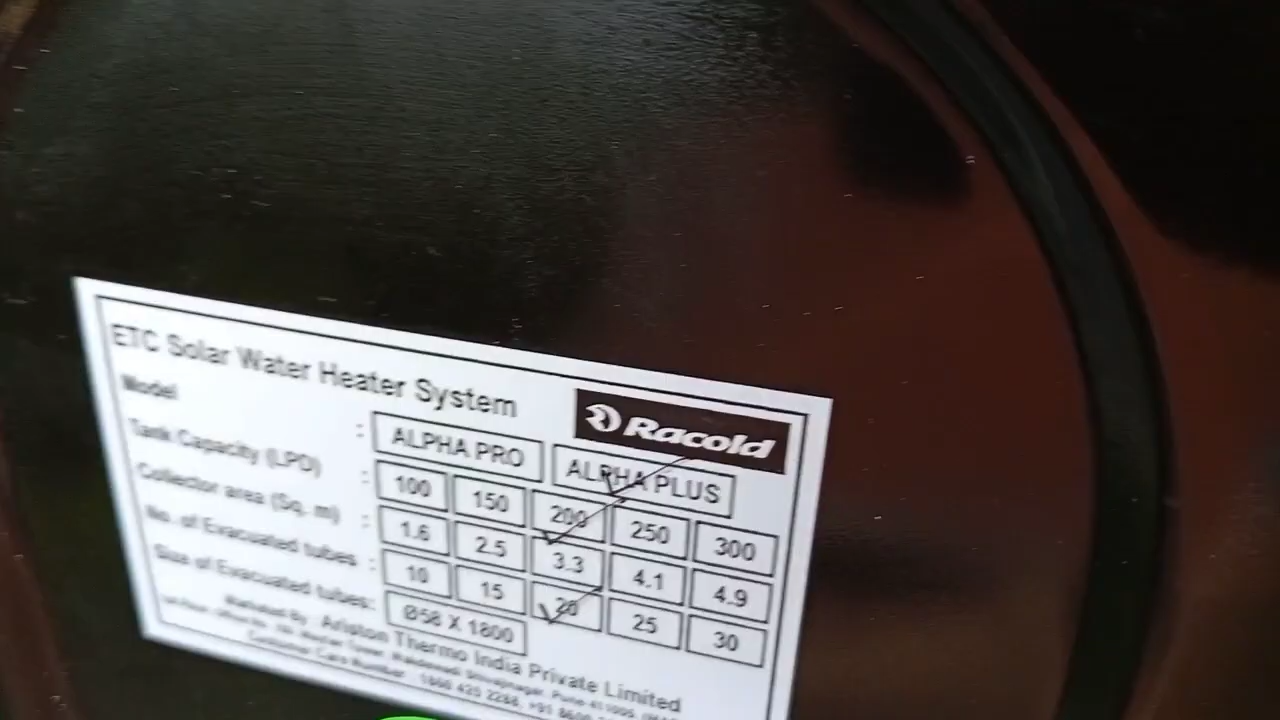 ETC Solar Water Heater System
Racold
Model : ALPHA PRO ALPHA PLUS
Tank Capacity (LPD) : 100 150 200 250 300
Collector area (Sq. m) : 1.6 2.5 3.3 4.1 4.9
No. of Evacuated tubes : 10 15 20 25 30
Size of Evacuated tubes: Ø58 X 1800
Marketed By : Ariston Thermo India Private Limited
Pune
Customer Care Number : 1860 425 2288, +91